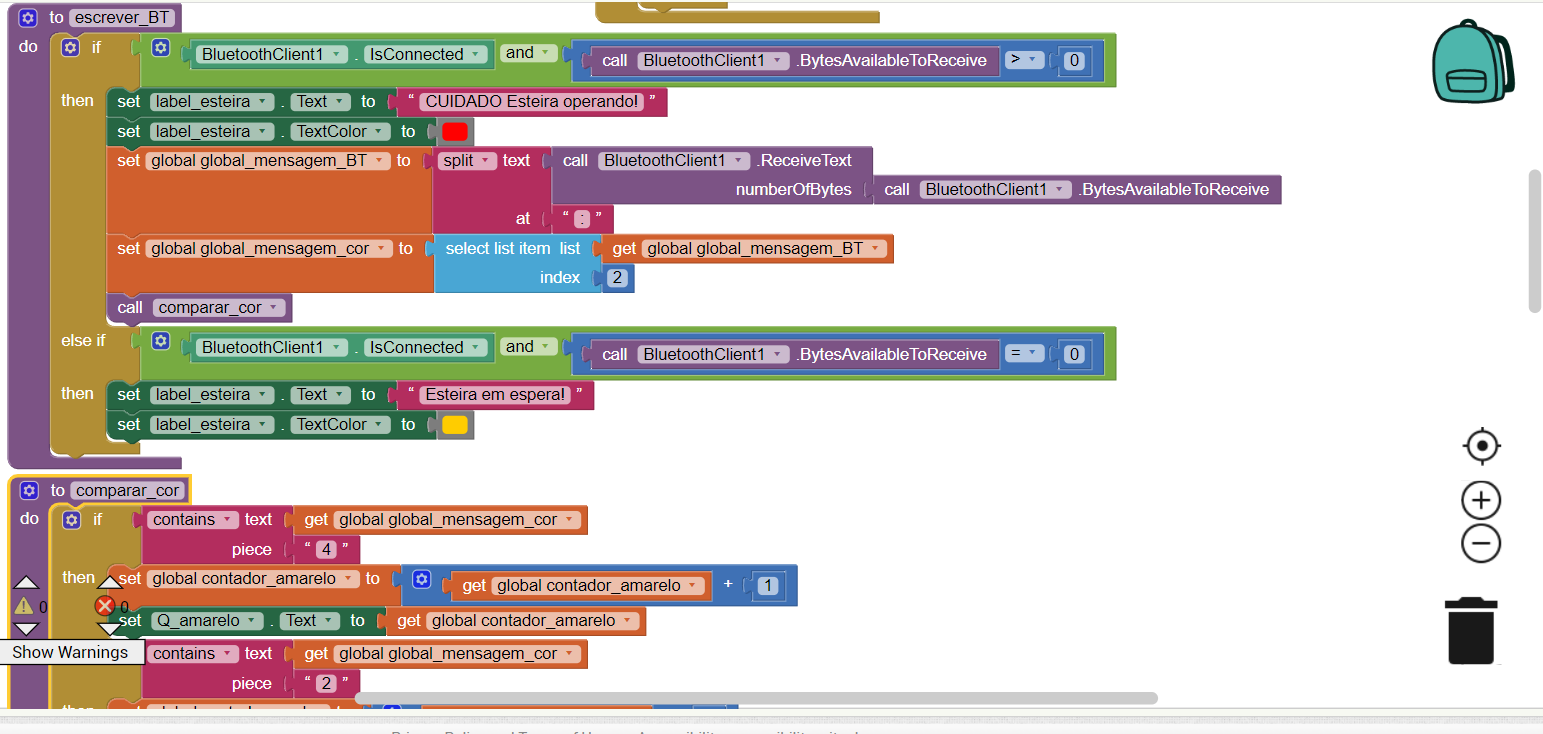 to escrever_BT
do if BluetoothClient1 . IsConnected and call BluetoothClient1 .BytesAvailableToReceive > 0
then set label_esteira . Text to “ CUIDADO Esteira operando! ”
set label_esteira . TextColor to
set global global_mensagem_BT to split text call BluetoothClient1 .ReceiveText
numberOfBytes call BluetoothClient1 .BytesAvailableToReceive
at “ : ”
set global global_mensagem_cor to select list item list get global global_mensagem_BT
index 2
call comparar_cor
else if BluetoothClient1 . IsConnected and call BluetoothClient1 .BytesAvailableToReceive = 0
then set label_esteira . Text to “ Esteira em espera! ”
set label_esteira . TextColor to
to comparar_cor
do if contains text get global global_mensagem_cor
piece “ 4 ”
then set global contador_amarelo to get global contador_amarelo + 1
0 0
set Q_amarelo . Text to get global contador_amarelo
Show Warnings contains text get global global_mensagem_cor
piece “ 2 ”